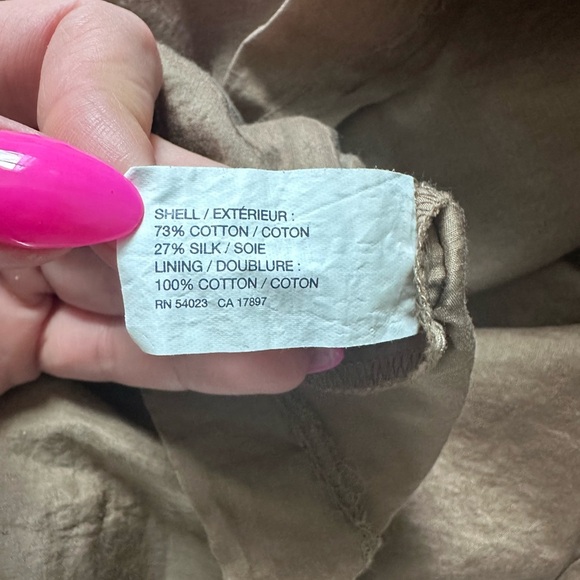 SHELL / EXTÉRIEUR :
73% COTTON / COTON
27% SILK / SOIE
LINING / DOUBLURE :
100% COTTON / COTON
RN 54023 CA 17897